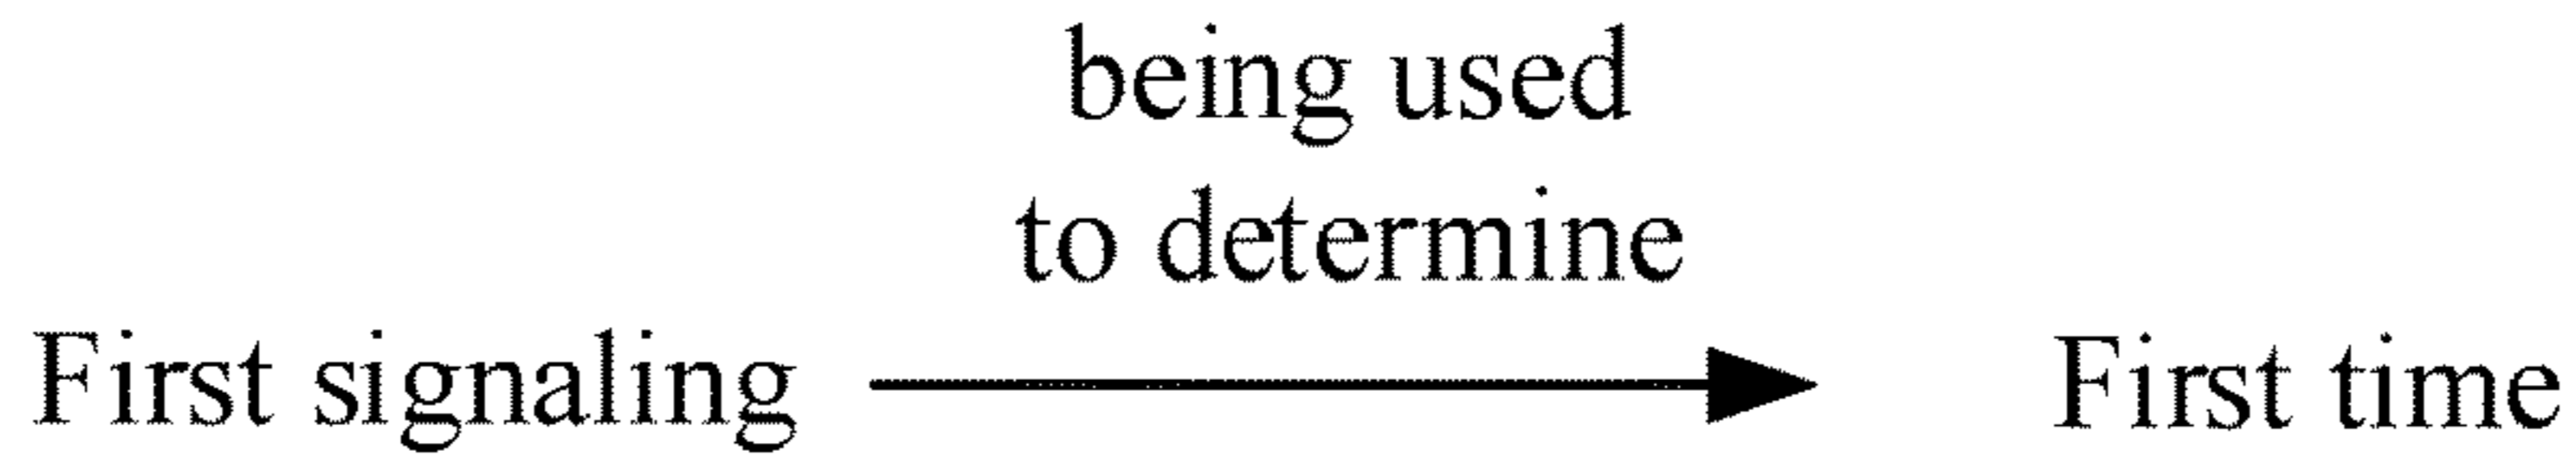 being used
to determine
First signaling
First time